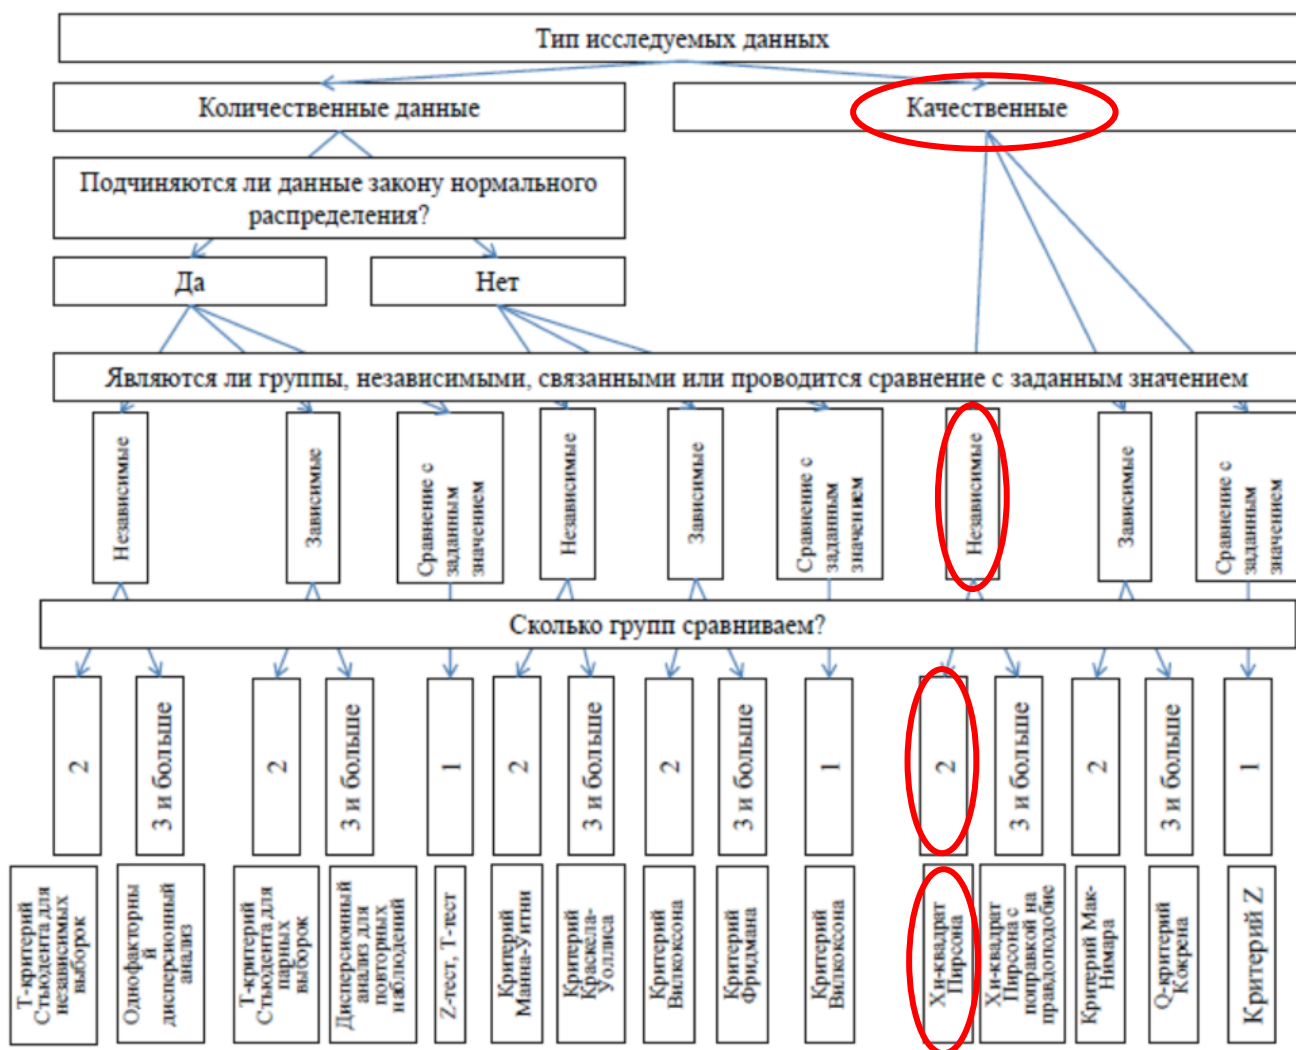 Тип исследуемых данных
Количественные данные
Качественные
Подчиняются ли данные закону нормального
распределения?
Да
Нет
Являются ли группы, независимыми, связанными или проводится сравнение с заданным значением
Независимые
Зависимые
Сравнение с
заданным
значением
Независимые
Зависимые
Сравнение с
заданным
значением
Независимые
Зависимые
Сравнение с
заданным
значением
Сколько групп сравниваем?
2
3 и больше
2
3 и больше
1
2
3 и больше
2
3 и больше
1
2
3 и больше
2
3 и больше
1
Т-критерий
Стьюдента для
независимых
выборок
Однофакторны
й
дисперсионный
анализ
Т-критерий
Стьюдента для
парных
выборок
Дисперсионный
анализ для
повторных
наблюдений
Z-тест, Т-тест
Критерий
Манна-Уитни
Критерий
Краскела-
Уоллиса
Критерий
Вилкоксона
Критерий
Фридмана
Критерий
Вилкоксона
Хи-квадрат
Пирсона
Хи-квадрат
Пирсона с
поправкой на
правдоподобие
Критерий Мак-
Нимара
Q-критерий
Кокрена
Критерий Z